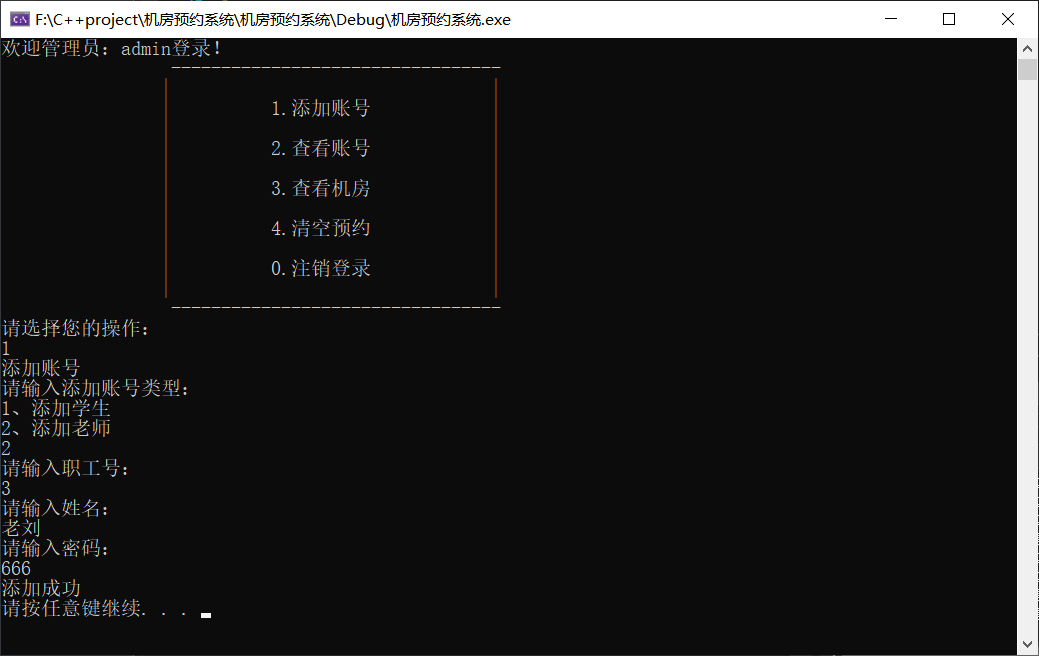 F:\C++project\机房预约系统\机房预约系统\Debug\机房预约系统.exe
欢迎管理员：admin登录！
---------------------------------
1.添加账号
2.查看账号
3.查看机房
4.清空预约
0.注销登录
---------------------------------
请选择您的操作：
1
添加账号
请输入添加账号类型：
1、添加学生
2、添加老师
2
请输入职工号：
3
请输入姓名：
老刘
请输入密码：
666
添加成功
请按任意键继续. . .